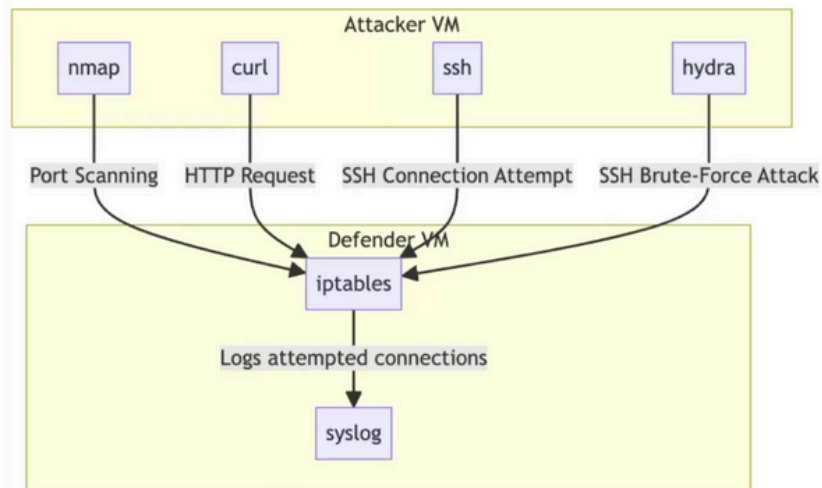 Attacker VM
nmap
curl
ssh
hydra
Port Scanning
HTTP Request
SSH Connection Attempt
SSH Brute-Force Attack
Defender VM
iptables
Logs attempted connections
syslog